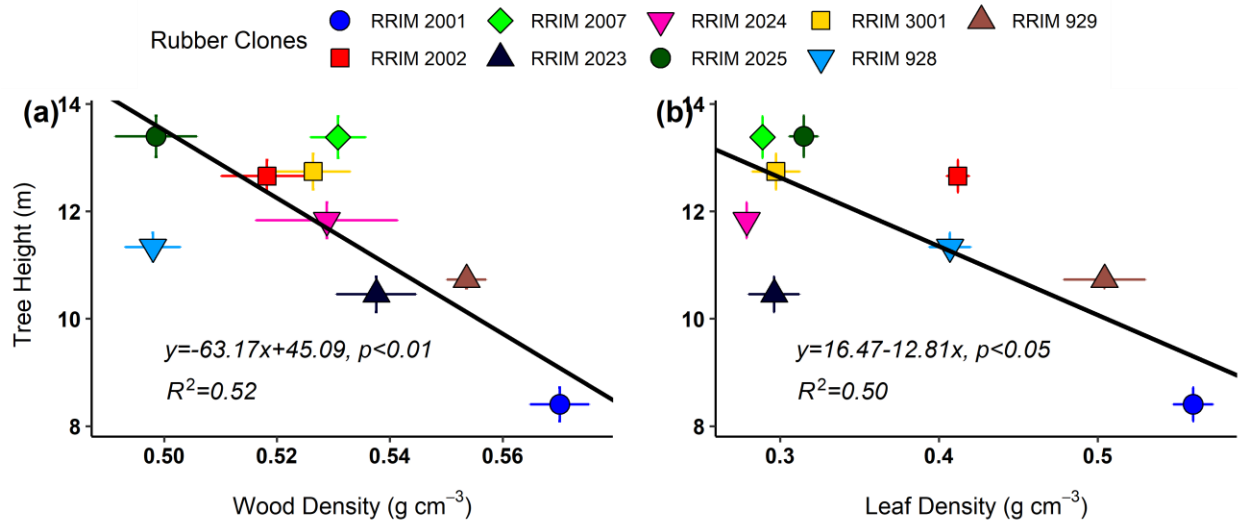 Rubber Clones
RRIM 2001 RRIM 2007 RRIM 2024 RRIM 3001 RRIM 929
RRIM 2002 RRIM 2023 RRIM 2025 RRIM 928
(a)
Tree Height (m)
14
12
10
8
y=-63.17x+45.09, p<0.01
R²=0.52
0.50 0.52 0.54 0.56
Wood Density (g cm⁻³)
(b)
14
12
10
8
y=16.47-12.81x, p<0.05
R²=0.50
0.3 0.4 0.5
Leaf Density (g cm⁻³)